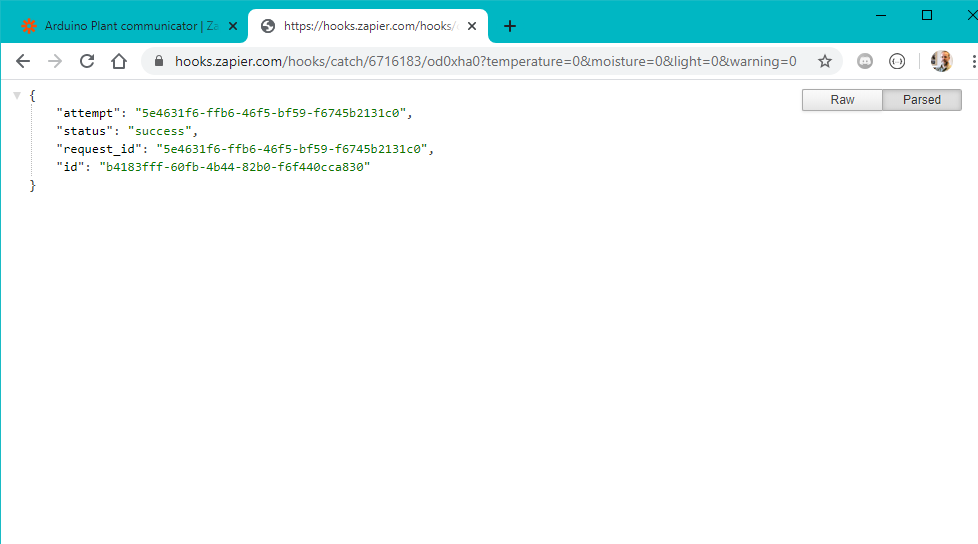 Arduino Plant communicator | Za
https://hooks.zapier.com/hooks/
hooks.zapier.com/hooks/catch/6716183/od0xha0?temperature=0&moisture=0&light=0&warning=0
Raw
Parsed
{
"attempt": "5e4631f6-ffb6-46f5-bf59-f6745b2131c0",
"status": "success",
"request_id": "5e4631f6-ffb6-46f5-bf59-f6745b2131c0",
"id": "b4183fff-60fb-4b44-82b0-f6f440cca830"
}